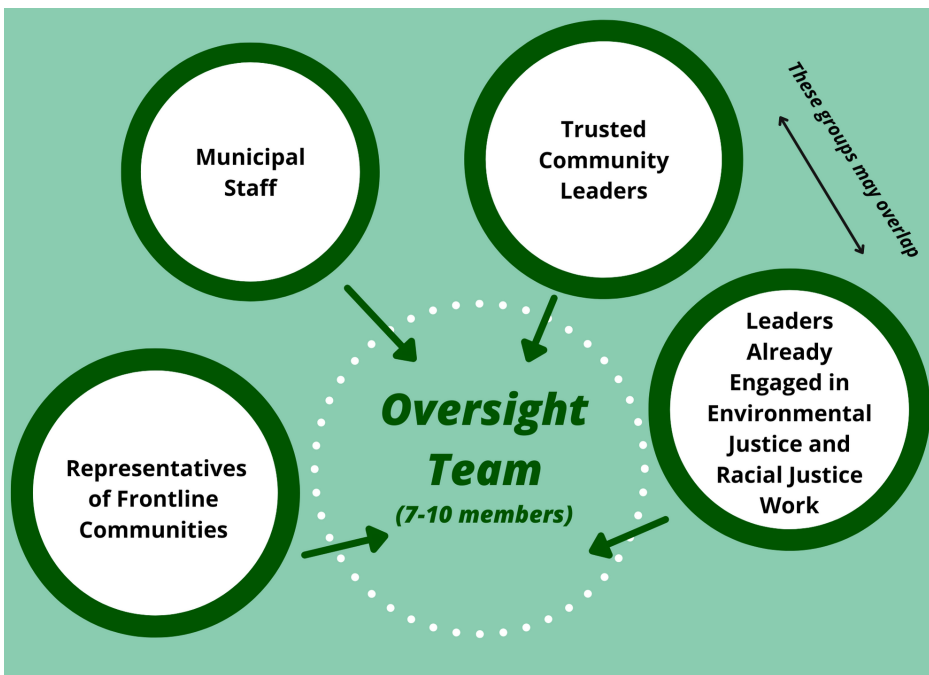 Municipal
Staff
Trusted
Community
Leaders
These groups may overlap
Leaders
Already
Engaged in
Environmental
Justice and
Racial Justice
Work
Oversight
Team
(7-10 members)
Representatives
of Frontline
Communities